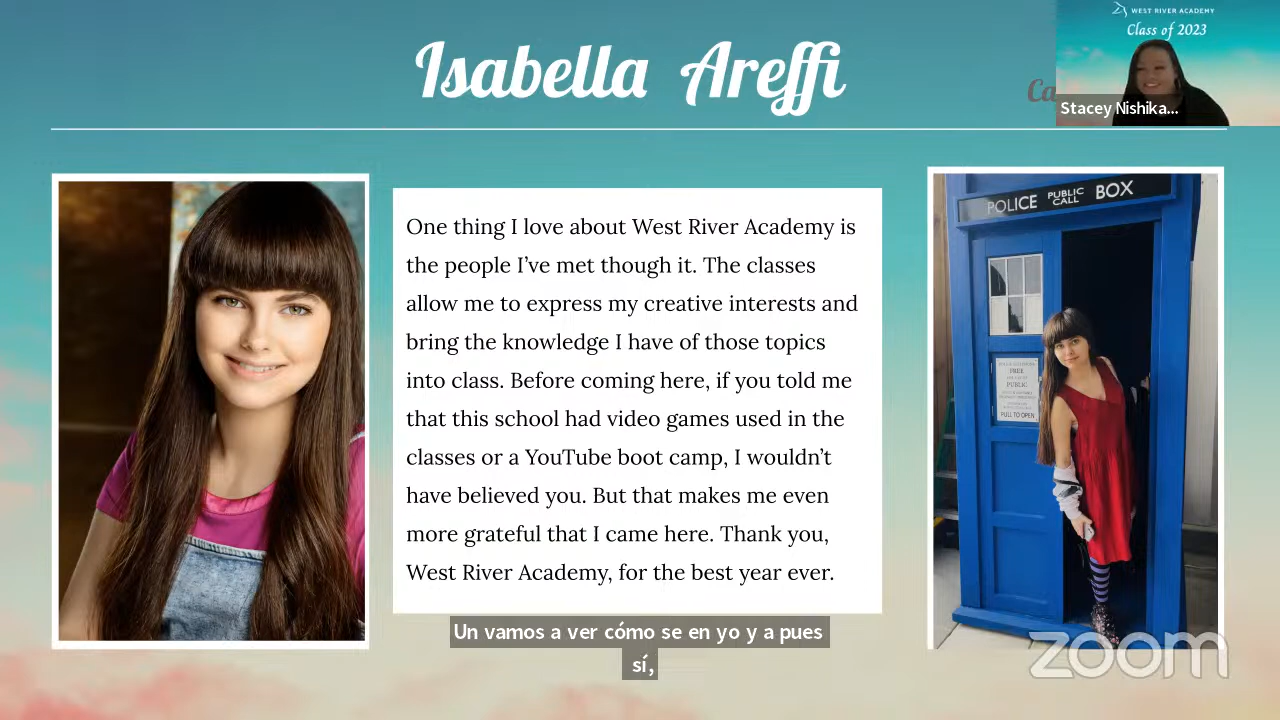 Isabella Areffi
Ca
WEST RIVER ACADEMY
Class of 2023
Stacey Nishika...
One thing I love about West River Academy is
the people I’ve met though it. The classes
allow me to express my creative interests and
bring the knowledge I have of those topics
into class. Before coming here, if you told me
that this school had video games used in the
classes or a YouTube boot camp, I wouldn’t
have believed you. But that makes me even
more grateful that I came here. Thank you,
West River Academy, for the best year ever.
POLICE PUBLIC CALL BOX
FREE
PUBLIC
PULL TO OPEN
Un vamos a ver cómo se en yo y a pues
sí,
zoom